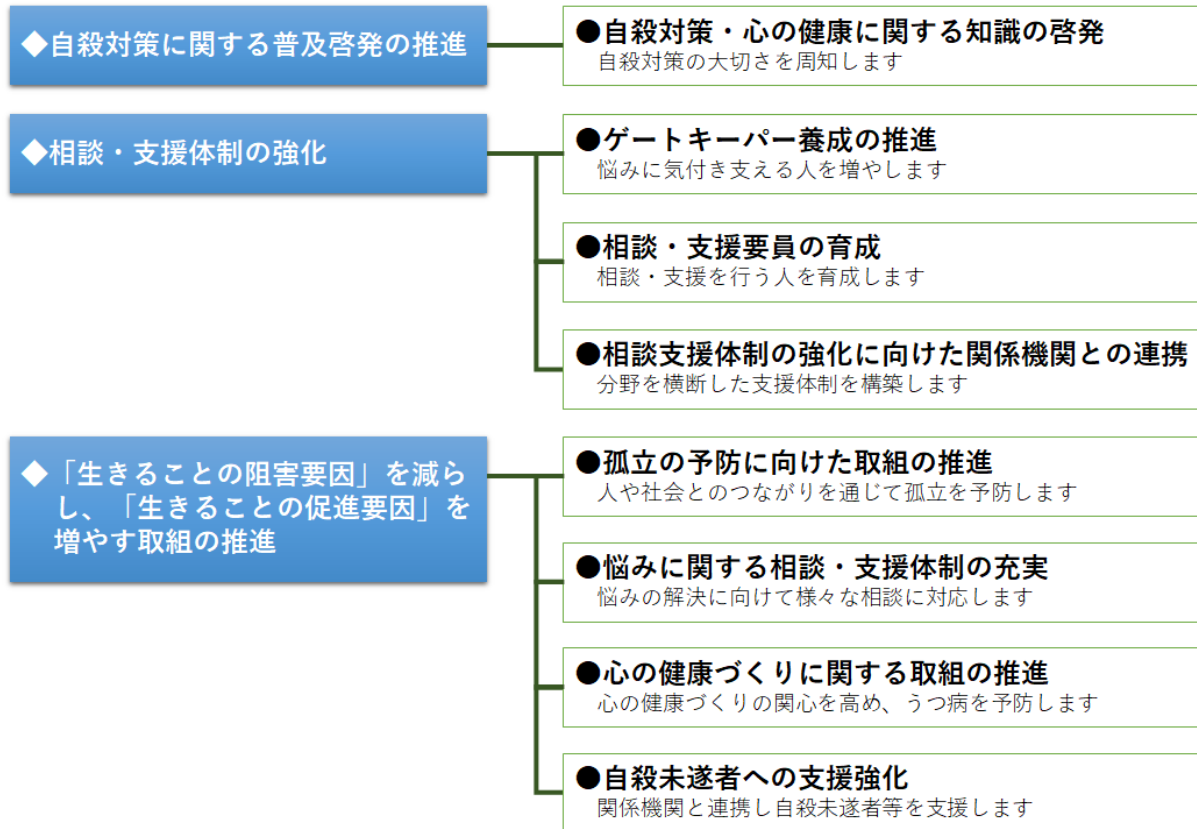 ◆自殺対策に関する普及啓発の推進
●自殺対策・心の健康に関する知識の啓発
自殺対策の大切さを周知します
◆相談・支援体制の強化
●ゲートキーパー養成の推進
悩みに気付き支える人を増やします
●相談・支援要員の育成
相談・支援を行う人を育成します
●相談支援体制の強化に向けた関係機関との連携
分野を横断した支援体制を構築します
◆「生きることの阻害要因」を減ら
し、「生きることの促進要因」を
増やす取組の推進
●孤立の予防に向けた取組の推進
人や社会とのつながりを通じて孤立を予防します
●悩みに関する相談・支援体制の充実
悩みの解決に向けて様々な相談に対応します
●心の健康づくりに関する取組の推進
心の健康づくりの関心を高め、うつ病を予防します
●自殺未遂者への支援強化
関係機関と連携し自殺未遂者等を支援します